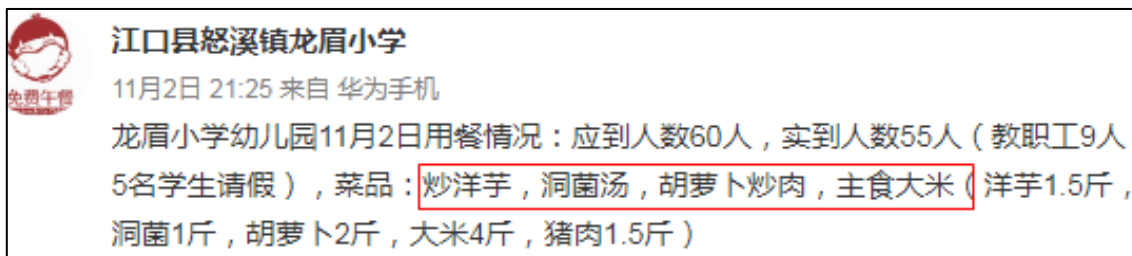 江口县怒溪镇龙眉小学
11月2日 21:25 来自 华为手机
免费午餐
龙眉小学幼儿园11月2日用餐情况：应到人数60人，实到人数55人（教职工9人
5名学生请假），菜品：炒洋芋，洞菌汤，胡萝卜炒肉，主食大米（洋芋1.5斤，
洞菌1斤，胡萝卜2斤，大米4斤，猪肉1.5斤）